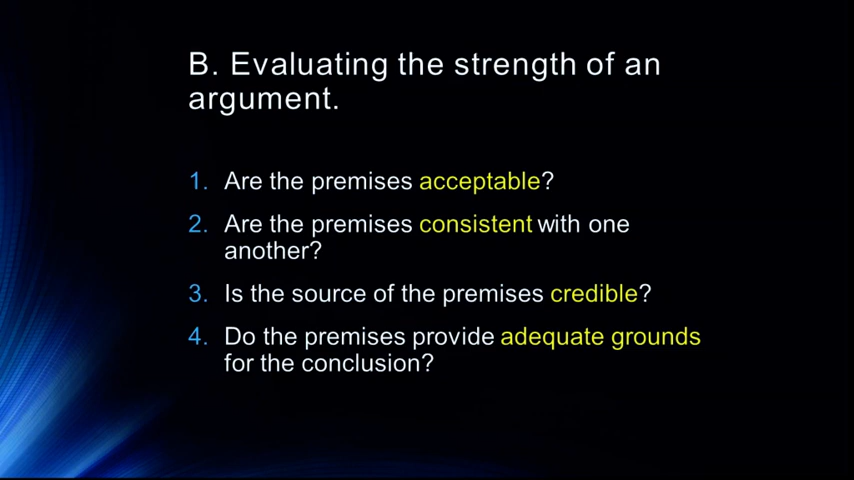 B. Evaluating the strength of an
argument.
1. Are the premises acceptable?
2. Are the premises consistent with one
another?
3. Is the source of the premises credible?
4. Do the premises provide adequate grounds
for the conclusion?